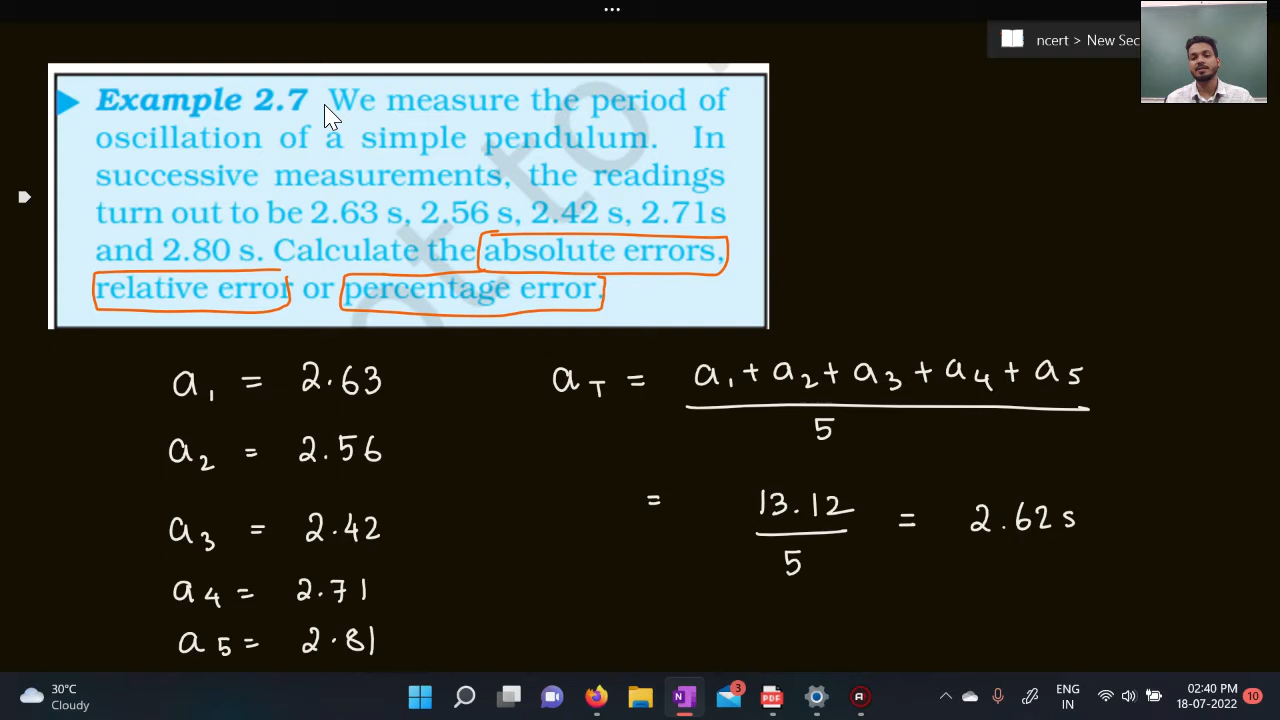 ncert > New Sec
Example 2.7 We measure the period of
oscillation of a simple pendulum. In
successive measurements, the readings
turn out to be 2.63 s, 2.56 s, 2.42 s, 2.71s
and 2.80 s. Calculate the absolute errors,
relative error or percentage error.
a₁ = 2.63
a₂ = 2.56
a₃ = 2.42
a₄ = 2.71
a₅ = 2.81
a_T = a₁ + a₂ + a₃ + a₄ + a₅
5
= 13.12 = 2.62 s
5
30°C
Cloudy
3
PDF
ENG
IN
02:40 PM
18-07-2022
10